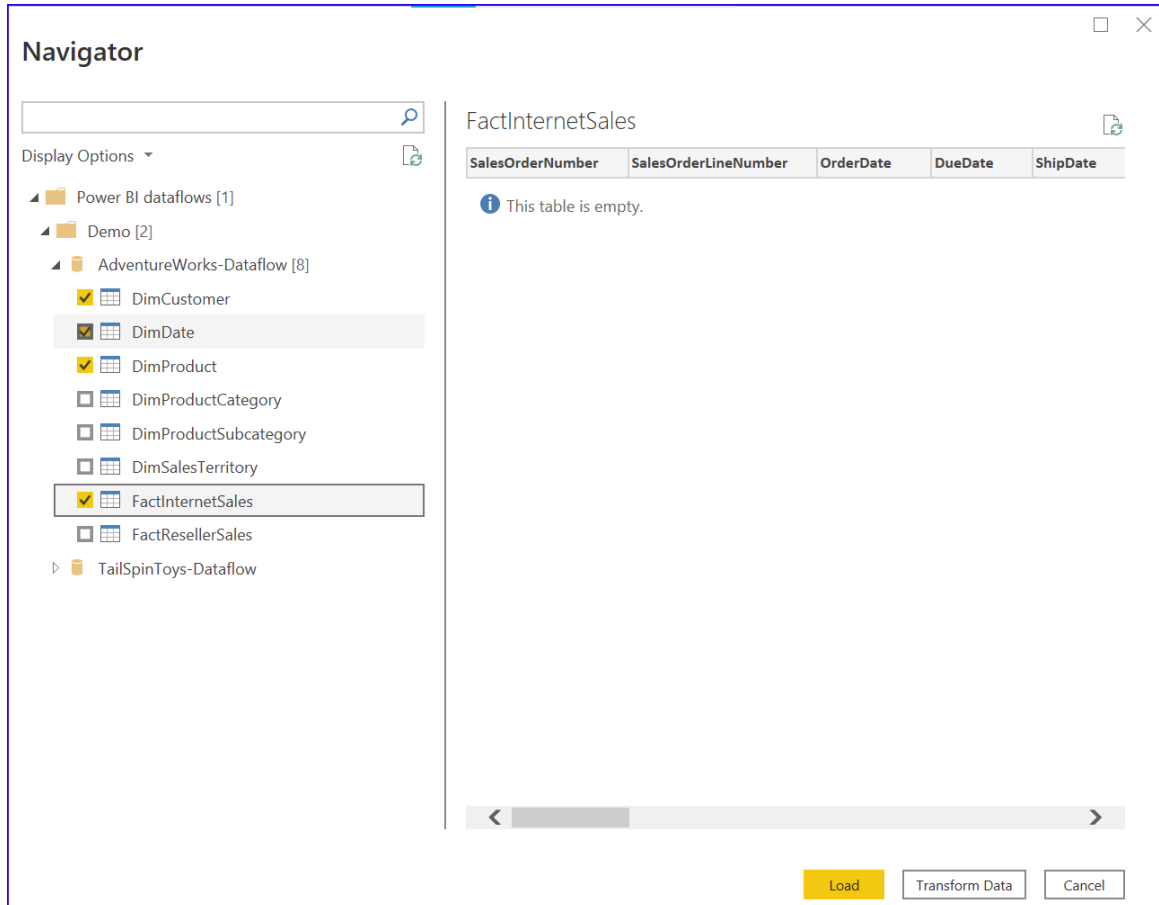 Navigator
Display Options
Power BI dataflows [1]
Demo [2]
AdventureWorks-Dataflow [8]
DimCustomer
DimDate
DimProduct
DimProductCategory
DimProductSubcategory
DimSalesTerritory
FactInternetSales
FactResellerSales
TailSpinToys-Dataflow
FactInternetSales
SalesOrderNumber SalesOrderLineNumber OrderDate DueDate ShipDate
This table is empty.
Load Transform Data Cancel